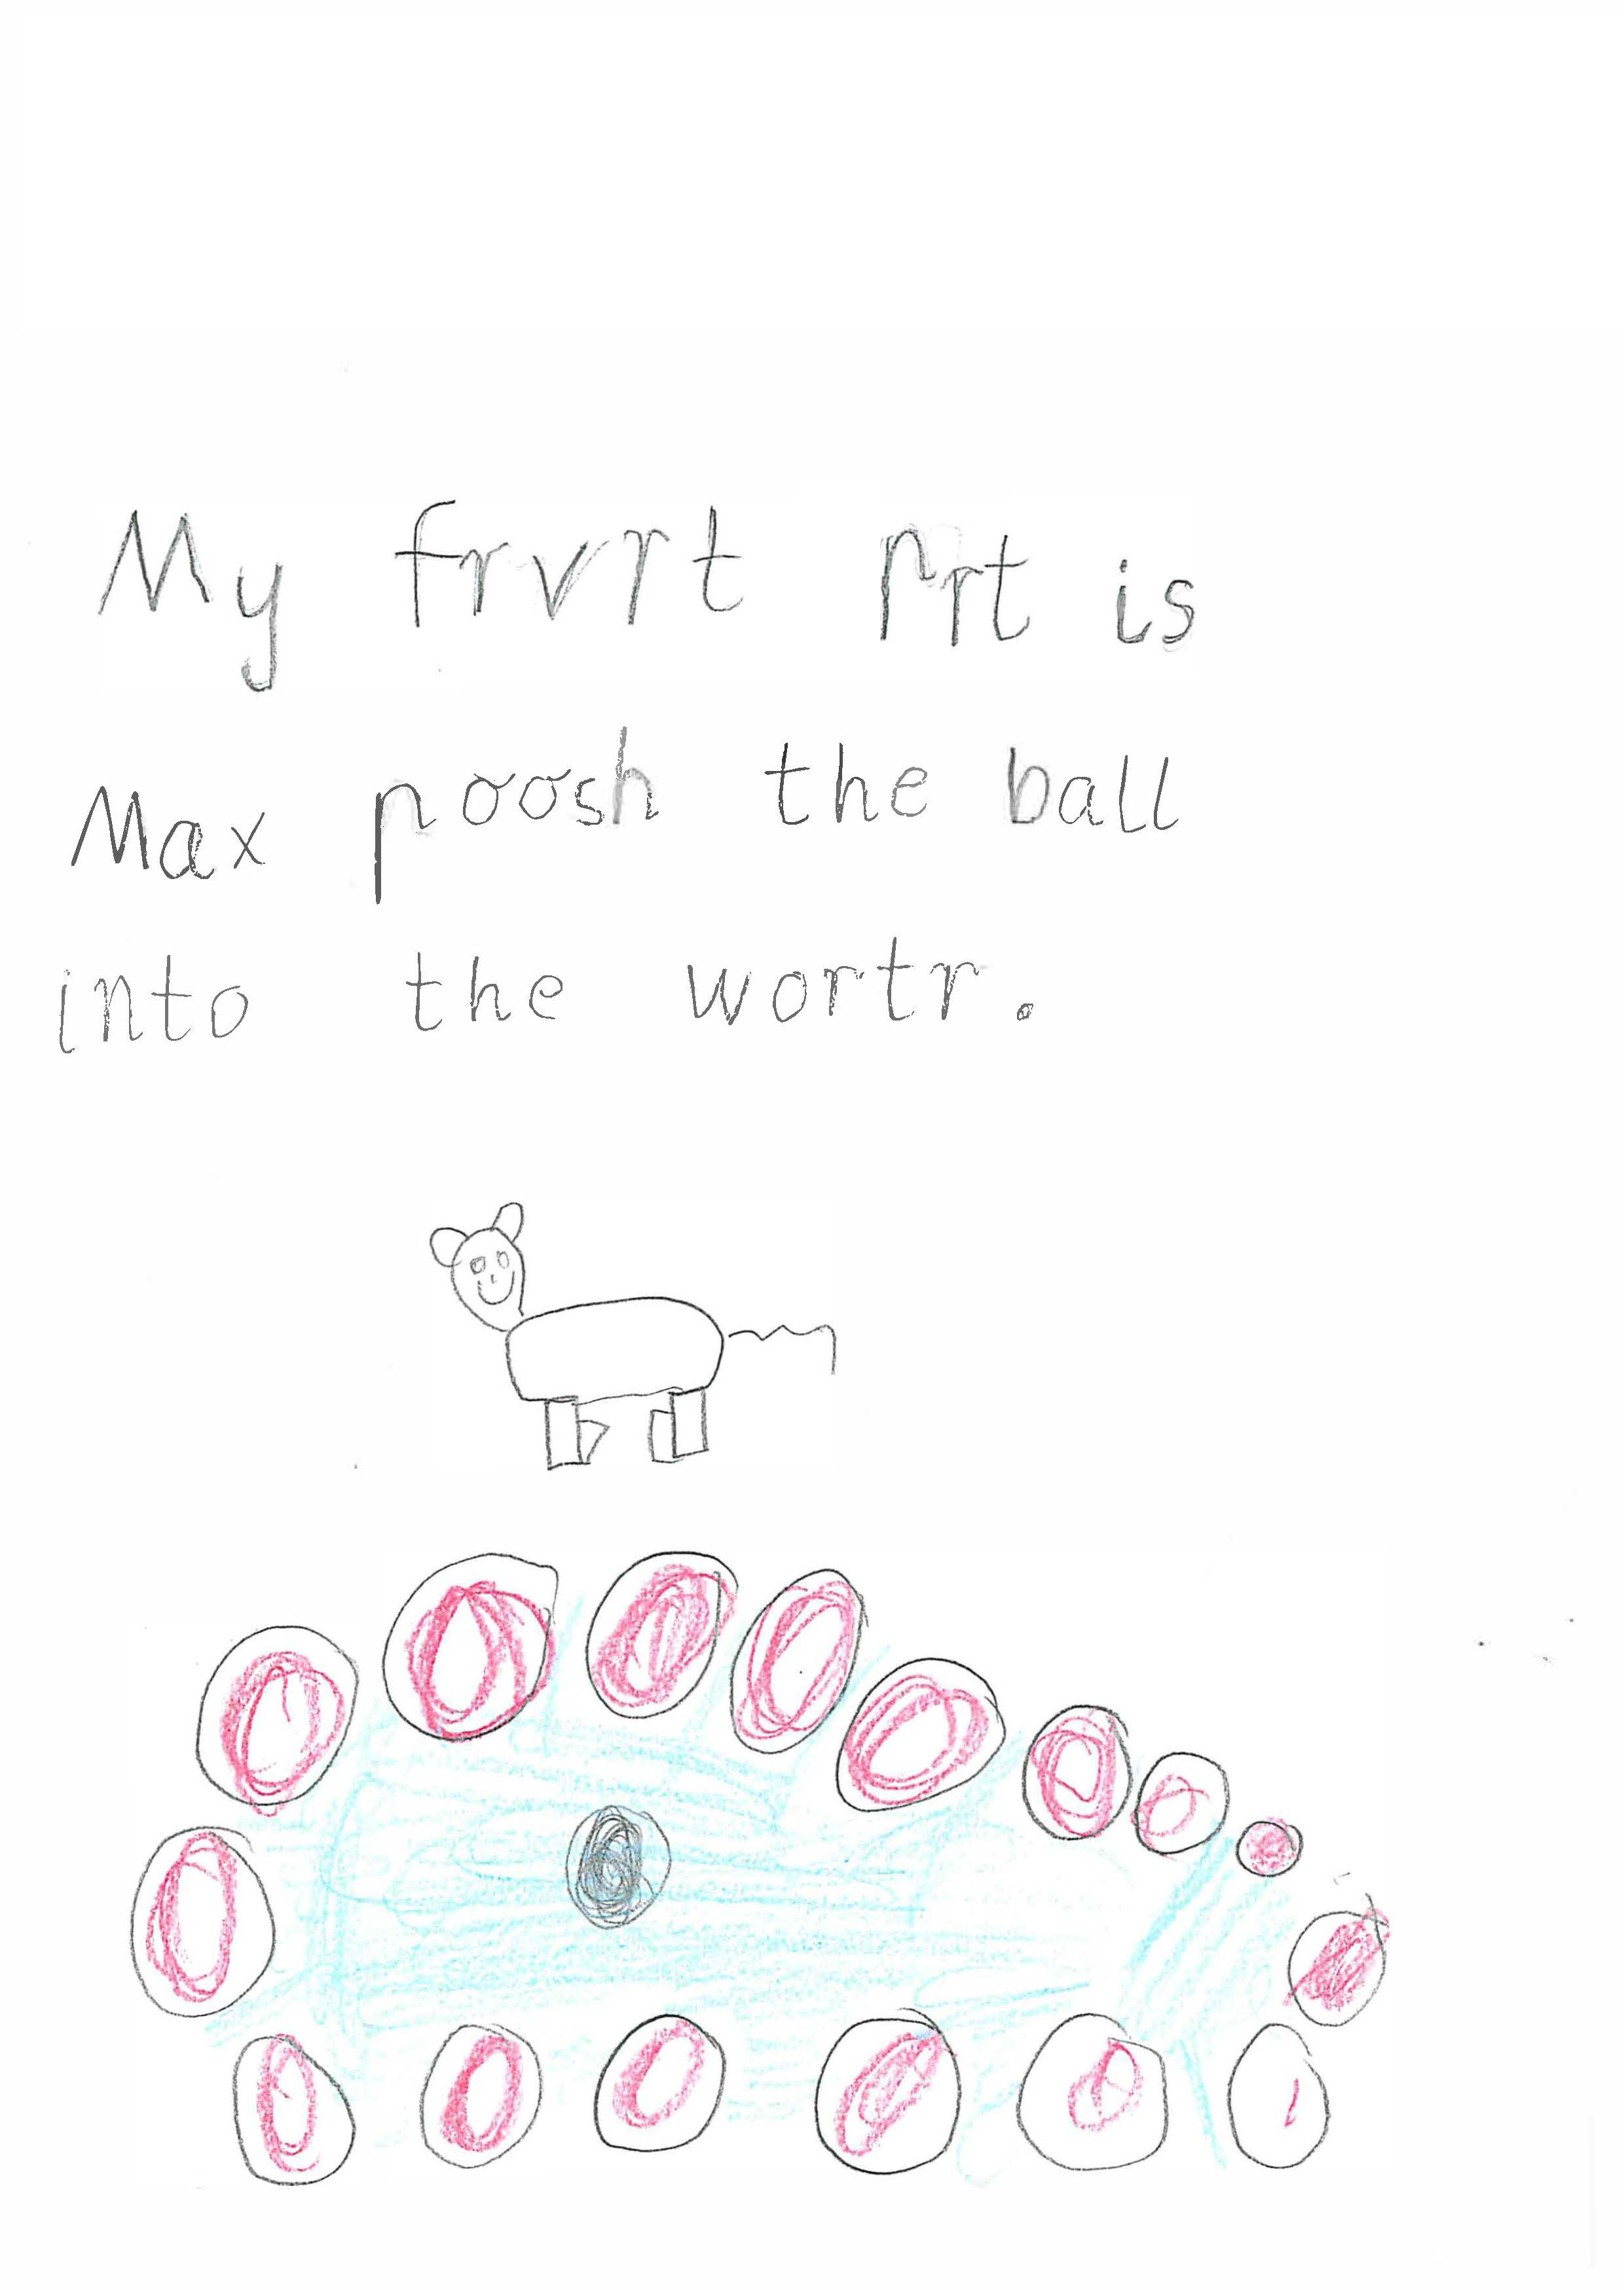 My frvrt prt is
Max poosh the ball
into the wortr.